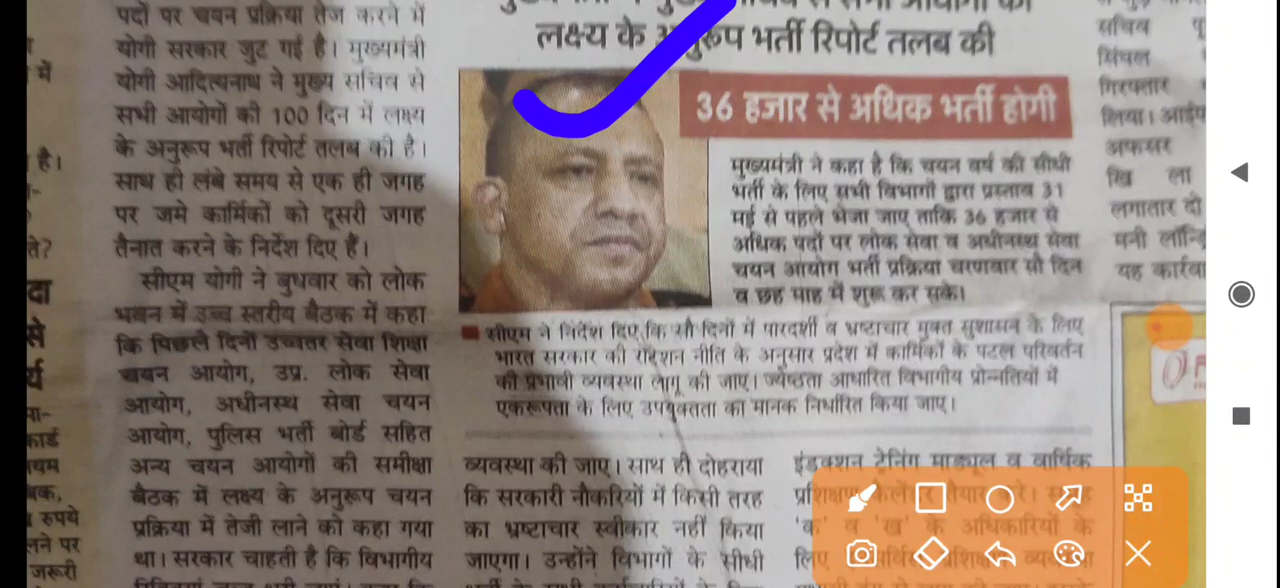 पदों पर चयन प्रक्रिया तेज करने में
योगी सरकार जुट गई है। मुख्यमंत्री
योगी आदित्यनाथ ने मुख्य सचिव से
सभी आयोगों की 100 दिन में लक्ष्य
के अनुरूप भर्ती रिपोर्ट तलब की है।
साथ ही लंबे समय से एक ही जगह
पर जमे कार्मिकों को दूसरी जगह
तैनात करने के निर्देश दिए हैं।
सीएम योगी ने बुधवार को लोक
भवन में उच्च स्तरीय बैठक में कहा
कि पिछले दिनों उच्चतर सेवा शिक्षा
चयन आयोग, उप्र. लोक सेवा
आयोग, अधीनस्थ सेवा चयन
आयोग, पुलिस भर्ती बोर्ड सहित
अन्य चयन आयोगों की समीक्षा
बैठक में लक्ष्य के अनुरूप चयन
प्रक्रिया में तेजी लाने को कहा गया
था। सरकार चाहती है कि विभागीय
लक्ष्य के अनुरूप भर्ती रिपोर्ट तलब की
36 हजार से अधिक भर्ती होगी
मुख्यमंत्री ने कहा है कि चयन वर्ष की सीधी
भर्ती के लिए सभी विभागों द्वारा प्रस्ताव 31
मई से पहले भेजा जाए ताकि 36 हजार से
अधिक पदों पर लोक सेवा व अधीनस्थ सेवा
चयन आयोग भर्ती प्रक्रिया चरणवार सौ दिन
व छह माह में शुरू कर सके।
सीएम ने निर्देश दिए कि सौ दिनों में पारदर्शी व भ्रष्टाचार मुक्त सुशासन के लिए
भारत सरकार की रोटेशन नीति के अनुसार प्रदेश में कार्मिकों के पटल परिवर्तन
की प्रभावी व्यवस्था लागू की जाए। ज्येष्ठता आधारित विभागीय प्रोन्नतियों में
एकरूपता के लिए उपयुक्तता का मानक निर्धारित किया जाए।
व्यवस्था की जाए। साथ ही दोहराया
कि सरकारी नौकरियों में किसी तरह
का भ्रष्टाचार स्वीकार नहीं किया
जाएगा। उन्होंने विभागों के सीधी
इंडक्शन ट्रेनिंग माड्यूल व वार्षिक
'क' व 'ख' के अधिकारियों के
सचिव
सिंघल
गिरफ्तार
लिया।
अफसर
लगातार दो
यह
में
है।
ते?
दा
से
कार्ड
रुपये
लने पर
जरूरी